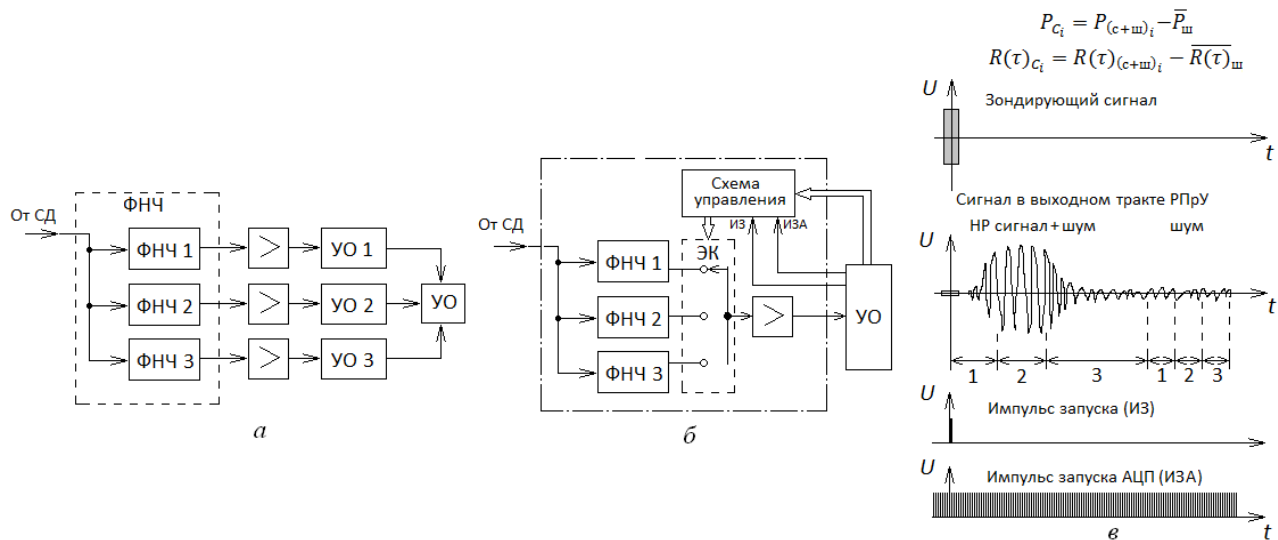 От СД
ФНЧ
ФНЧ 1
ФНЧ 2
ФНЧ 3
>
>
>
УО 1
УО 2
УО 3
УО
а
От СД
Схема
управления
ИЗ
ИЗА
ЭК
ФНЧ 1
ФНЧ 2
ФНЧ 3
>
УО
б
P_{C_i} = P_{(с+ш)_i} − \overline{P}_ш
R(τ)_{C_i} = R(τ)_{(с+ш)_i} − \overline{R(τ)}_ш
U
Зондирующий сигнал
t
Сигнал в выходном тракте РПрУ
НР сигнал+шум шум
U
t
1 2 3 1 2 3
U
Импульс запуска (ИЗ)
t
U
Импульс запуска АЦП (ИЗА)
t
в